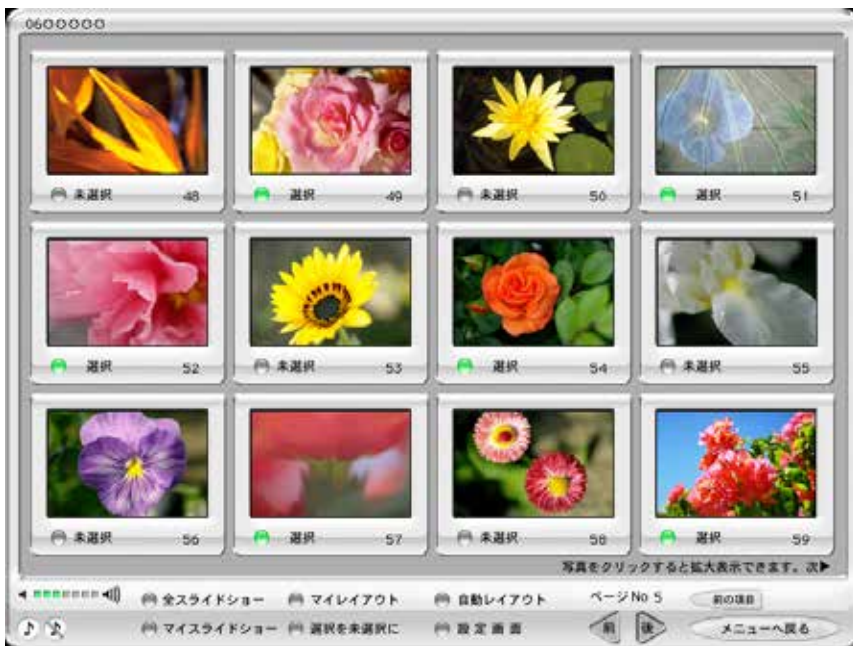 0600000
未選択 48
選択 49
未選択 50
選択 51
選択 52
未選択 53
選択 54
未選択 55
未選択 56
選択 57
未選択 58
選択 59
写真をクリックすると拡大表示できます。次▶
全スライドショー マイレイアウト 自動レイアウト ページ No 5 前の項目
マイスライドショー 選択を未選択に 設定画面 前 後 メニューへ戻る